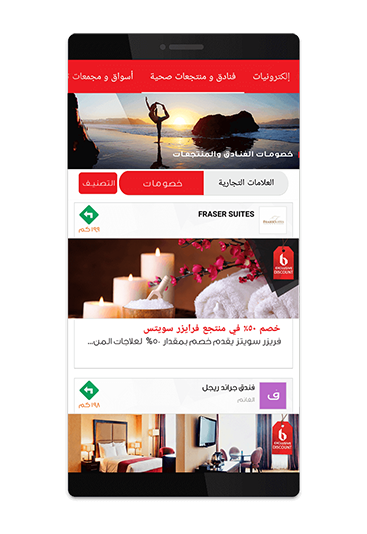 إلكترونيات
فنادق و منتجعات صحية
أسواق و مجمعات
خصومات الفنادق والمنتجعات
العلامات التجارية
خصومات
التصنيف
FRASER SUITES
١٩٩ كم
EXCLUSIVE
DISCOUNT
خصم ٥٠٪ في منتجع فرايزر سويتس
فريزر سويتز يقدم خصم بمقدار ٥٠٪ لعلاجات المن...
فندق جراند ريجل
ف
١٩٨ كم
EXCLUSIVE
DISCOUNT